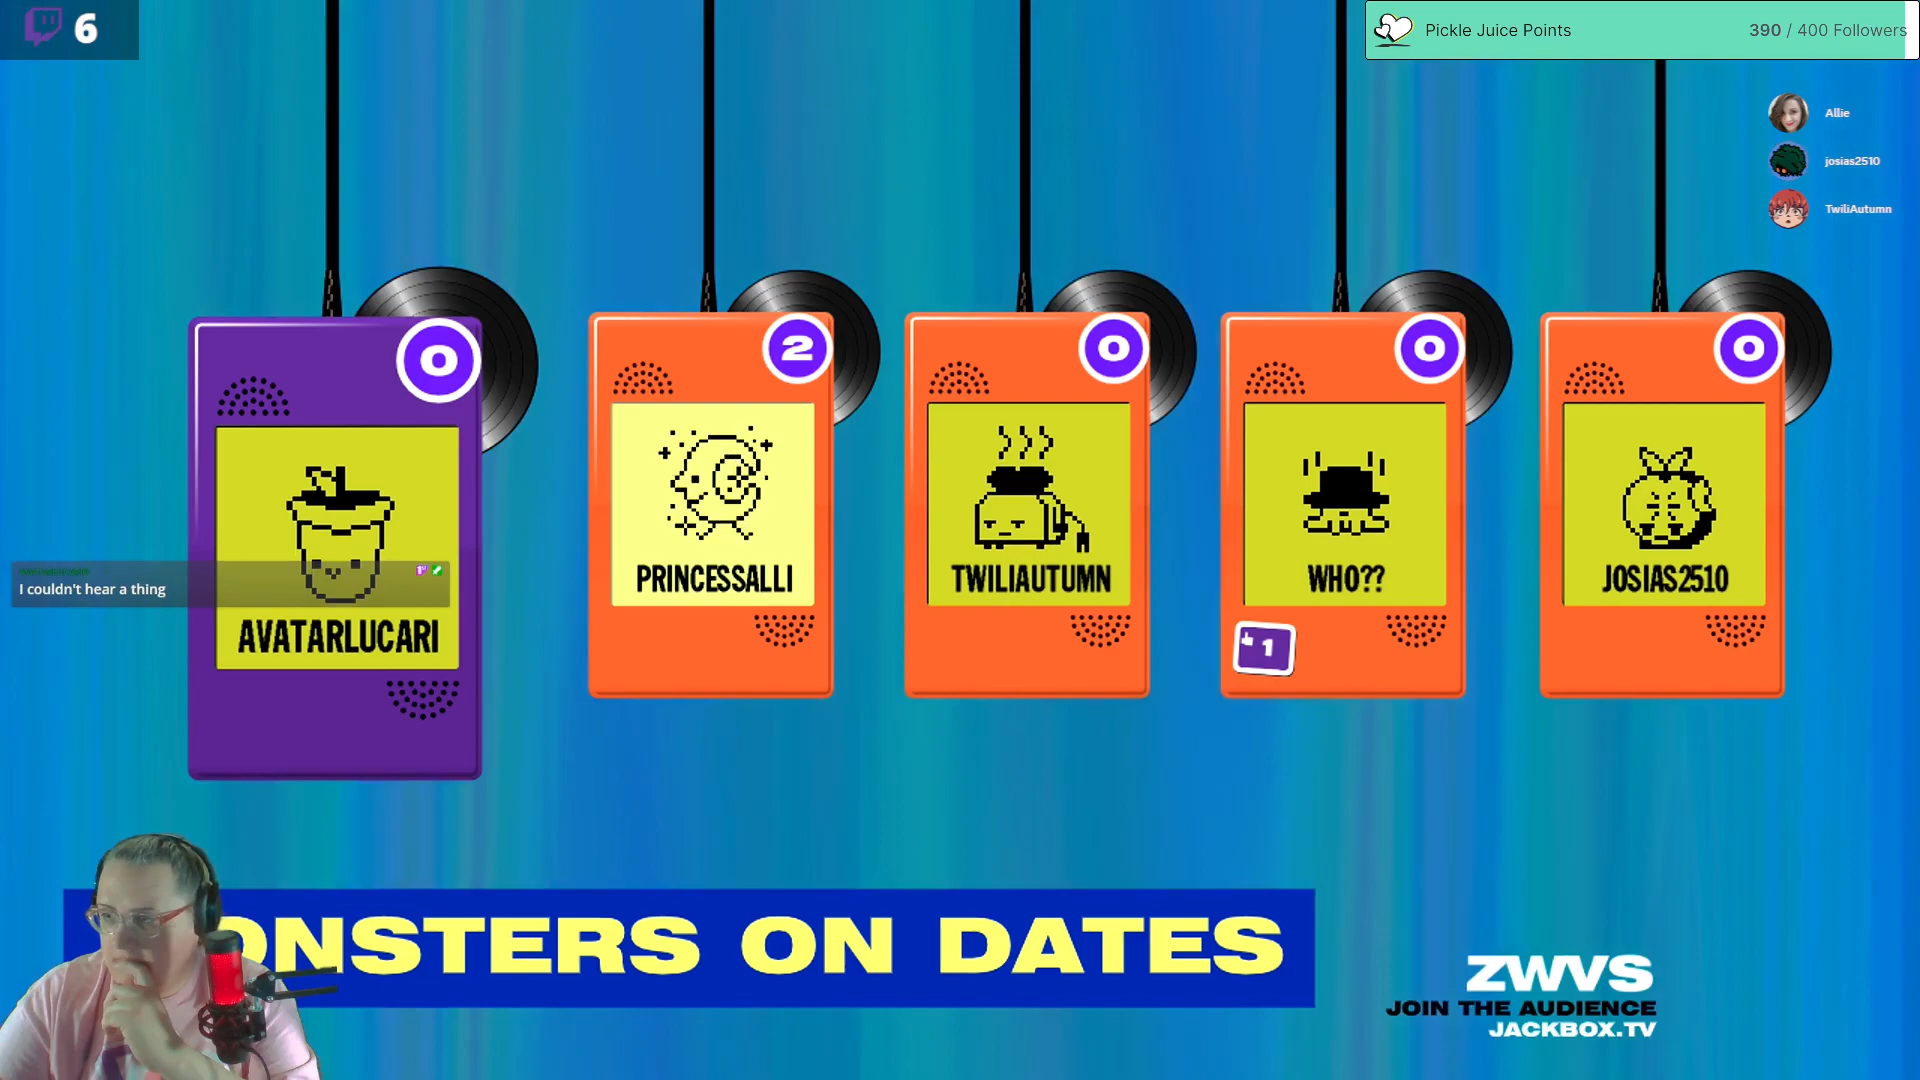 6
Pickle Juice Points
390 / 400 Followers
Allie
josias2510
TwiliAutumn
0
2
0
0
0
I couldn't hear a thing
AVATARLUCARI
PRINCESSALLI
TWILIAUTUMN
WHO??
JOSIAS2510
1
ONSTERS ON DATES
ZWVS
JOIN THE AUDIENCE
JACKBOX.TV